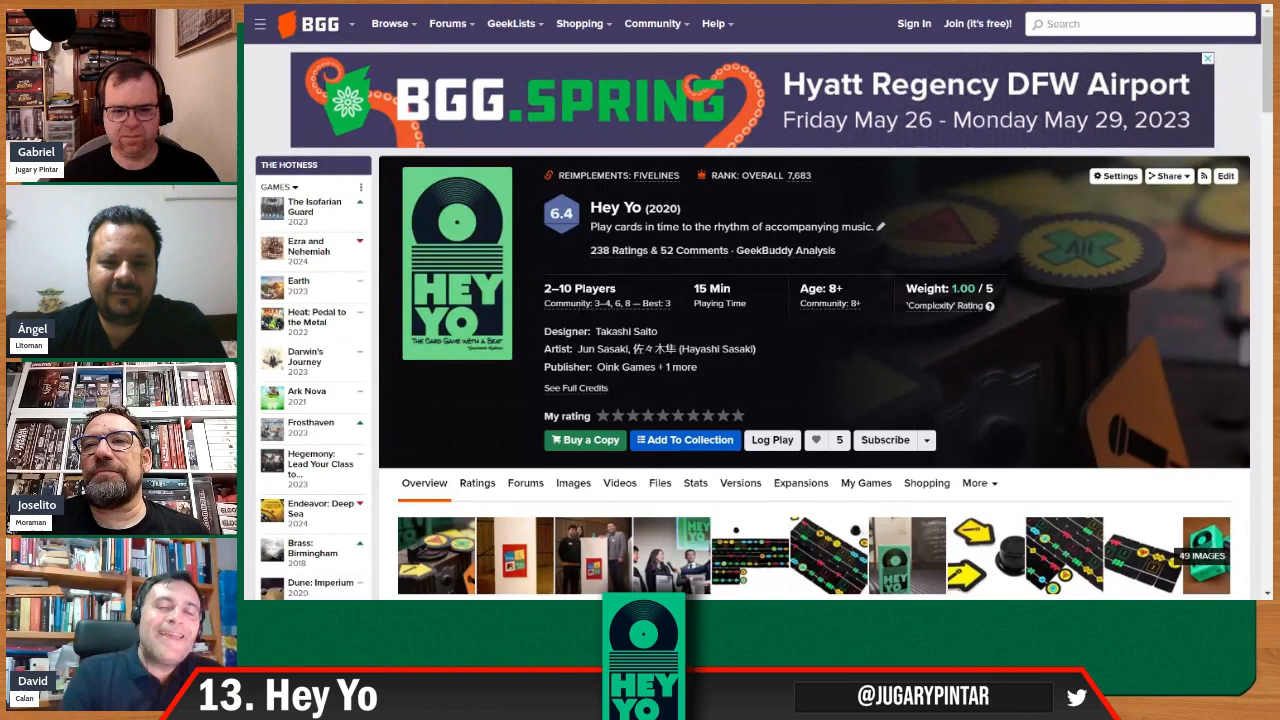 Gabriel
Jugar y Pintar
Ángel
Litoman
Joselito
Moraman
David
Calan
BGG
Browse
Forums
GeekLists
Shopping
Community
Help
Sign In
Join (it's free)!
Search
BGG.SPRING
Hyatt Regency DFW Airport
Friday May 26 - Monday May 29, 2023
THE HOTNESS
GAMES
The Isofarian
Guard
2023
Ezra and
Nehemiah
2024
Earth
2023
Heat: Pedal to
the Metal
2022
Darwin's
Journey
2023
Ark Nova
2021
Frosthaven
2023
Hegemony:
Lead Your Class
to...
2023
Endeavor: Deep
Sea
2024
Brass:
Birmingham
2018
Dune: Imperium
2020
HEY
YO
THE CARD GAME WITH A BEAT
REIMPLEMENTS: FIVELINES
RANK: OVERALL 7,683
Settings
Share
Edit
6.4
Hey Yo (2020)
Play cards in time to the rhythm of accompanying music.
238 Ratings & 52 Comments · GeekBuddy Analysis
2–10 Players
Community: 3–4, 6, 8 — Best: 3
15 Min
Playing Time
Age: 8+
Community: 8+
Weight: 1.00 / 5
'Complexity' Rating
Designer: Takashi Saito
Artist: Jun Sasaki, 佐々木隼 (Hayashi Sasaki)
Publisher: Oink Games + 1 more
See Full Credits
My rating
Buy a Copy
Add To Collection
Log Play
5
Subscribe
All
Overview
Ratings
Forums
Images
Videos
Files
Stats
Versions
Expansions
My Games
Shopping
More
HEY
YO
49 IMAGES
HEY
YO
13. Hey Yo
@JUGARYPINTAR